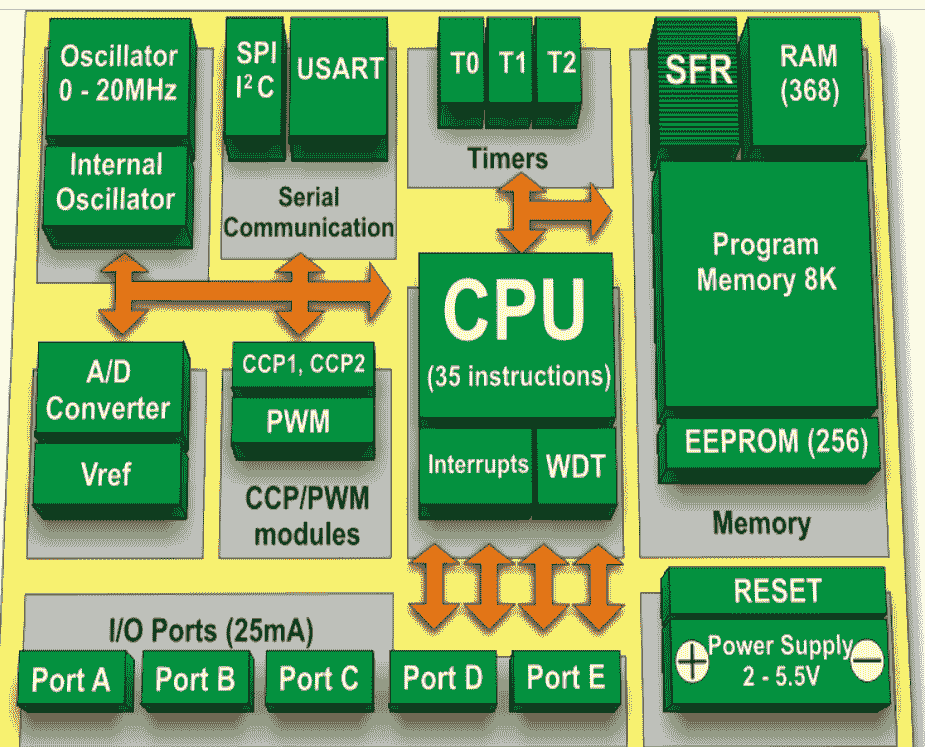 Oscillator
0 - 20MHz
Internal
Oscillator
SPI
I²C
USART
Serial
Communication
T0 T1 T2
Timers
SFR
RAM
(368)
Program
Memory 8K
EEPROM (256)
Memory
CPU
(35 instructions)
Interrupts
WDT
A/D
Converter
Vref
CCP1, CCP2
PWM
CCP/PWM
modules
I/O Ports (25mA)
Port A
Port B
Port C
Port D
Port E
RESET
+ Power Supply −
2 - 5.5V